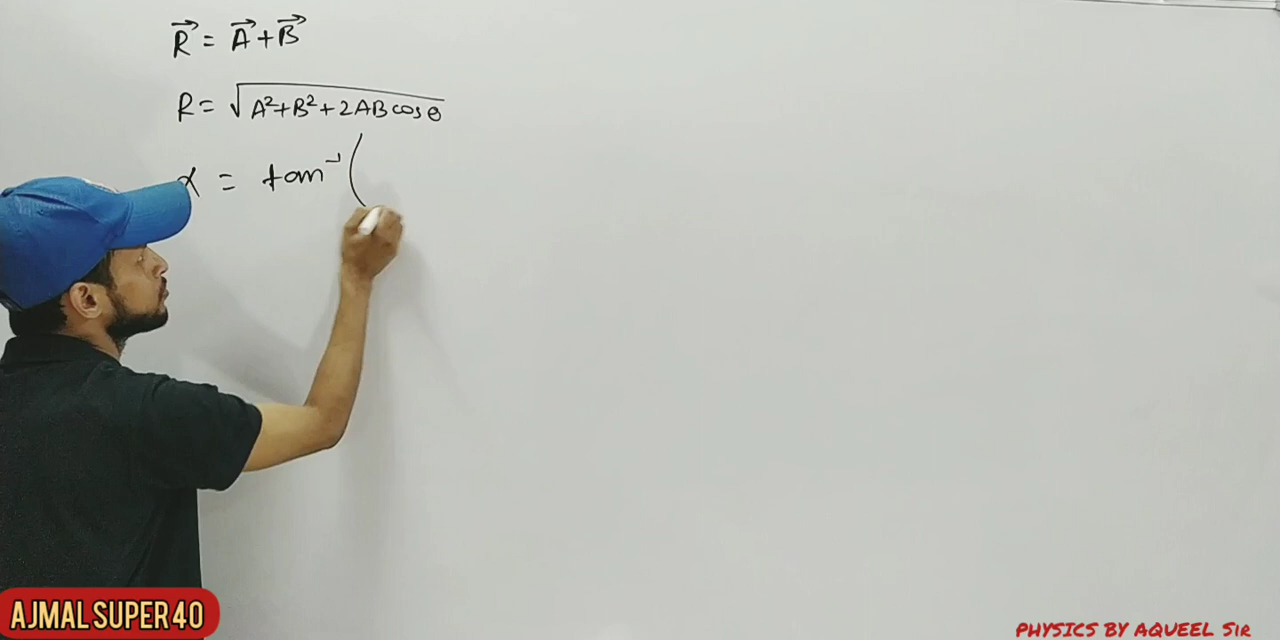 R⃗ = A⃗ + B⃗
R = √(A² + B² + 2AB cos θ)
α = tan⁻¹ (
AJMAL SUPER 40
PHYSICS BY AQUEEL SIR